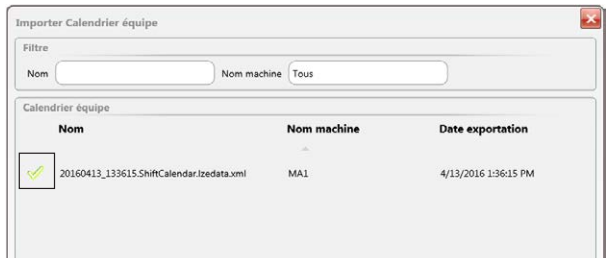 Importer Calendrier équipe
Filtre
Nom Nom machine Tous
Calendrier équipe
Nom Nom machine Date exportation
20160413_133615.ShiftCalendar.lzedata.xml MA1 4/13/2016 1:36:15 PM